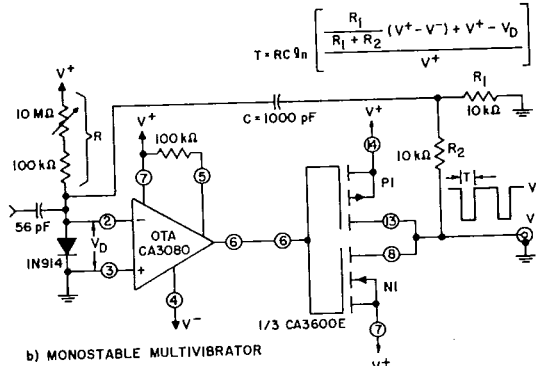 T = RC ℓn [ ( R1 / (R1 + R2) (V+ – V–) + V+ – VD ) / V+ ]
V+
10 MΩ
R
100 kΩ
56 pF
IN914
VD
C = 1000 pF
R1
10 kΩ
R2
10 kΩ
V+
100 kΩ
7
5
2
–
3
+
OTA
CA3080
6
4
V–
6
V+
14
P1
13
8
N1
7
V+
1/3 CA3600E
T
V
V
b) MONOSTABLE MULTIVIBRATOR